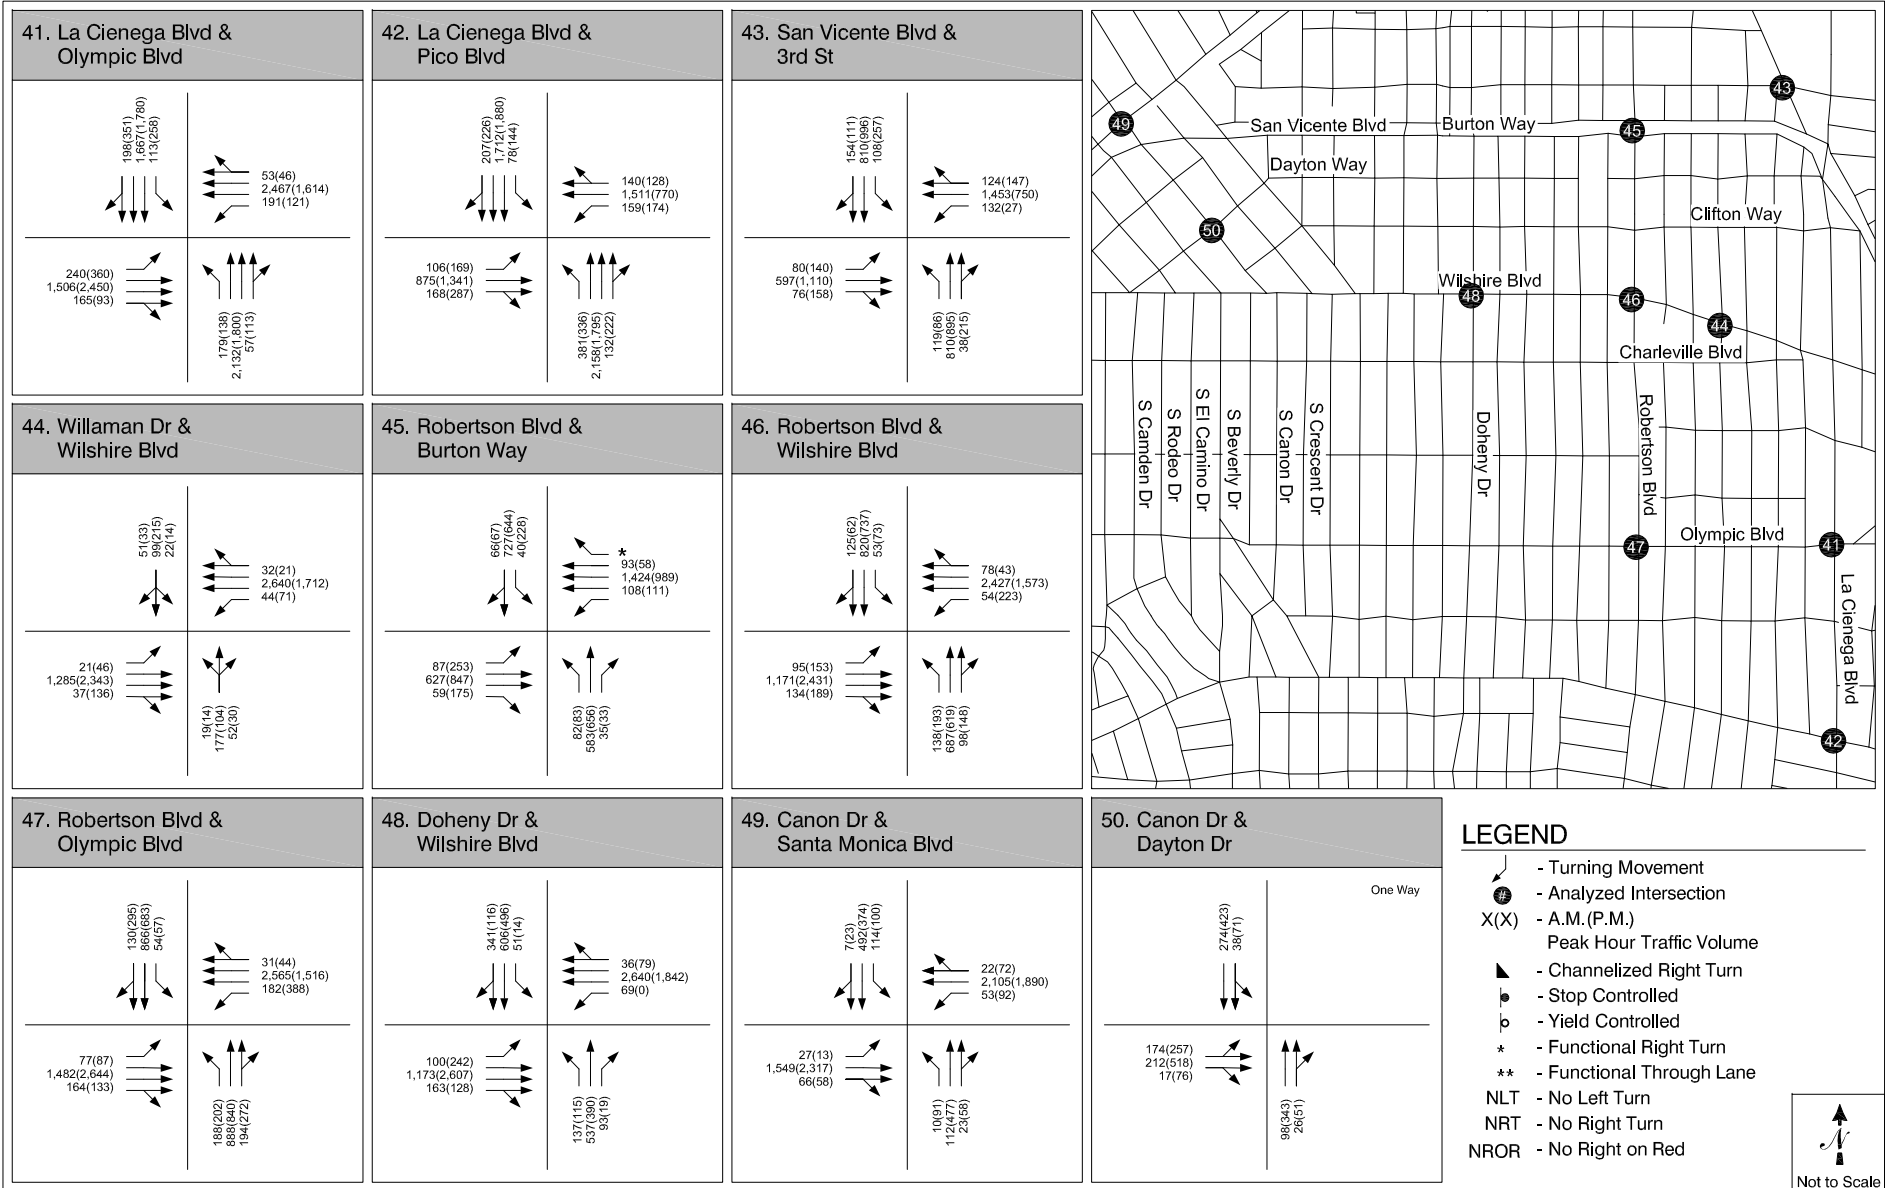 41. La Cienega Blvd &
Olympic Blvd
198(351)
1,667(1,780)
113(258)
53(46)
2,467(1,614)
191(121)
240(360)
1,506(2,450)
165(93)
179(138)
2,132(1,800)
57(113)
42. La Cienega Blvd &
Pico Blvd
207(226)
1,712(1,880)
78(144)
140(128)
1,511(770)
159(174)
106(169)
875(1,341)
168(287)
381(336)
2,158(1,795)
132(222)
43. San Vicente Blvd &
3rd St
154(111)
810(996)
108(257)
124(147)
1,453(750)
132(27)
80(140)
597(1,110)
76(158)
119(86)
810(895)
38(215)
44. Willaman Dr &
Wilshire Blvd
51(33)
99(215)
22(14)
32(21)
2,640(1,712)
44(71)
21(46)
1,285(2,343)
37(136)
19(14)
177(104)
52(30)
45. Robertson Blvd &
Burton Way
66(67)
727(644)
40(228)
*
93(58)
1,424(989)
108(111)
87(253)
627(847)
59(175)
82(83)
583(656)
35(33)
46. Robertson Blvd &
Wilshire Blvd
125(62)
820(737)
53(73)
78(43)
2,427(1,573)
54(223)
95(153)
1,171(2,431)
134(189)
138(193)
687(619)
98(148)
47. Robertson Blvd &
Olympic Blvd
130(295)
866(683)
54(57)
31(44)
2,565(1,516)
182(388)
77(87)
1,482(2,644)
164(133)
188(202)
888(840)
194(272)
48. Doheny Dr &
Wilshire Blvd
341(116)
606(496)
51(14)
36(79)
2,640(1,842)
69(0)
100(242)
1,173(2,607)
163(128)
137(115)
537(390)
93(19)
49. Canon Dr &
Santa Monica Blvd
7(23)
492(374)
114(100)
22(72)
2,105(1,890)
53(92)
27(13)
1,549(2,317)
66(58)
10(91)
112(477)
23(58)
50. Canon Dr &
Dayton Dr
One Way
274(423)
38(71)
174(257)
212(518)
17(76)
98(343)
26(51)
43
49
San Vicente Blvd
Burton Way
45
Dayton Way
Clifton Way
50
Wilshire Blvd
48
46
44
Charleville Blvd
S Camden Dr
S Rodeo Dr
S El Camino Dr
S Beverly Dr
S Canon Dr
S Crescent Dr
Doheny Dr
Robertson Blvd
Olympic Blvd
47
41
La Cienega Blvd
42
LEGEND
- Turning Movement
# - Analyzed Intersection
X(X) - A.M.(P.M.)
Peak Hour Traffic Volume
- Channelized Right Turn
- Stop Controlled
- Yield Controlled
* - Functional Right Turn
** - Functional Through Lane
NLT - No Left Turn
NRT - No Right Turn
NROR - No Right on Red
N
Not to Scale